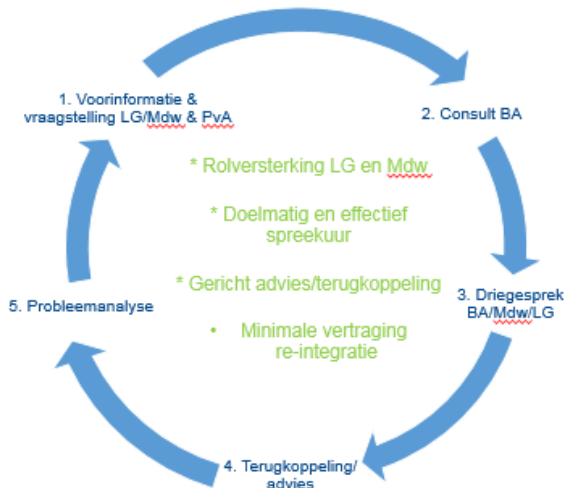 1. Voorinformatie &
vraagstelling LG/Mdw & PvA
2. Consult BA
* Rolversterking LG en Mdw
* Doelmatig en effectief
spreekuur
* Gericht advies/terugkoppeling
• Minimale vertraging
re-integratie
3. Driegesprek
BA/Mdw/LG
4. Terugkoppeling/
advies
5. Probleemanalyse